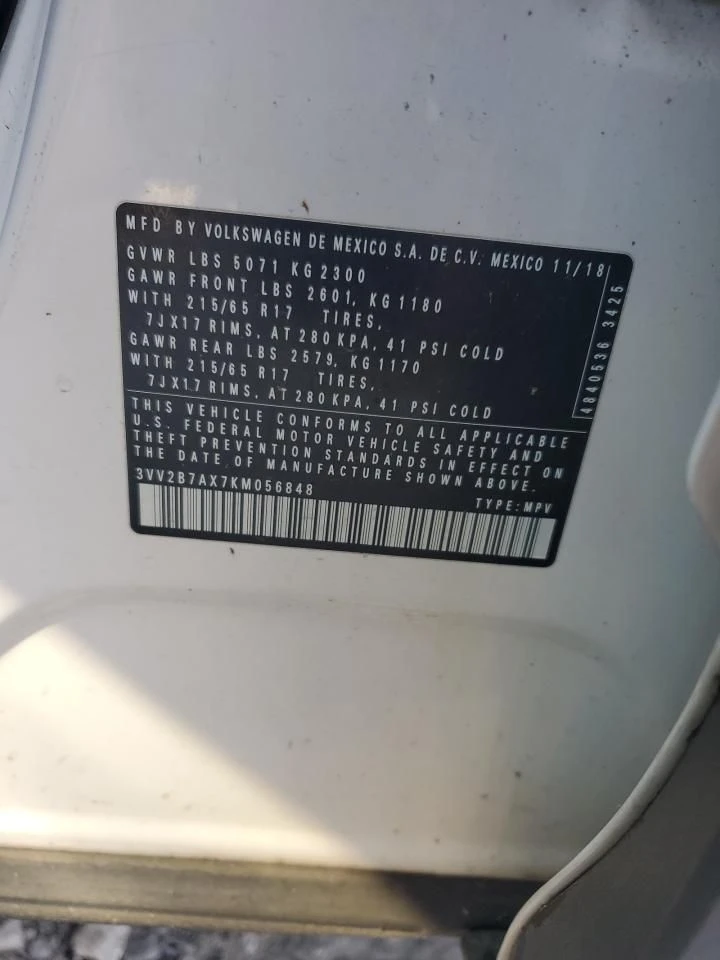 MFD BY VOLKSWAGEN DE MEXICO S.A. DE C.V. MEXICO 11/18
GVWR LBS 5071 KG 2300
GAWR FRONT LBS 2601, KG 1180
WITH 215/65 R17 TIRES,
7JX17 RIMS, AT 280 KPA, 41 PSI COLD
GAWR REAR LBS 2579, KG 1170
WITH 215/65 R17 TIRES,
7JX17 RIMS, AT 280 KPA, 41 PSI COLD
THIS VEHICLE CONFORMS TO ALL APPLICABLE
U.S. FEDERAL MOTOR VEHICLE SAFETY AND
THEFT PREVENTION STANDARDS IN EFFECT ON
THE DATE OF MANUFACTURE SHOWN ABOVE.
3VV2B7AX7KM056848 TYPE: MPV
4840536 3425